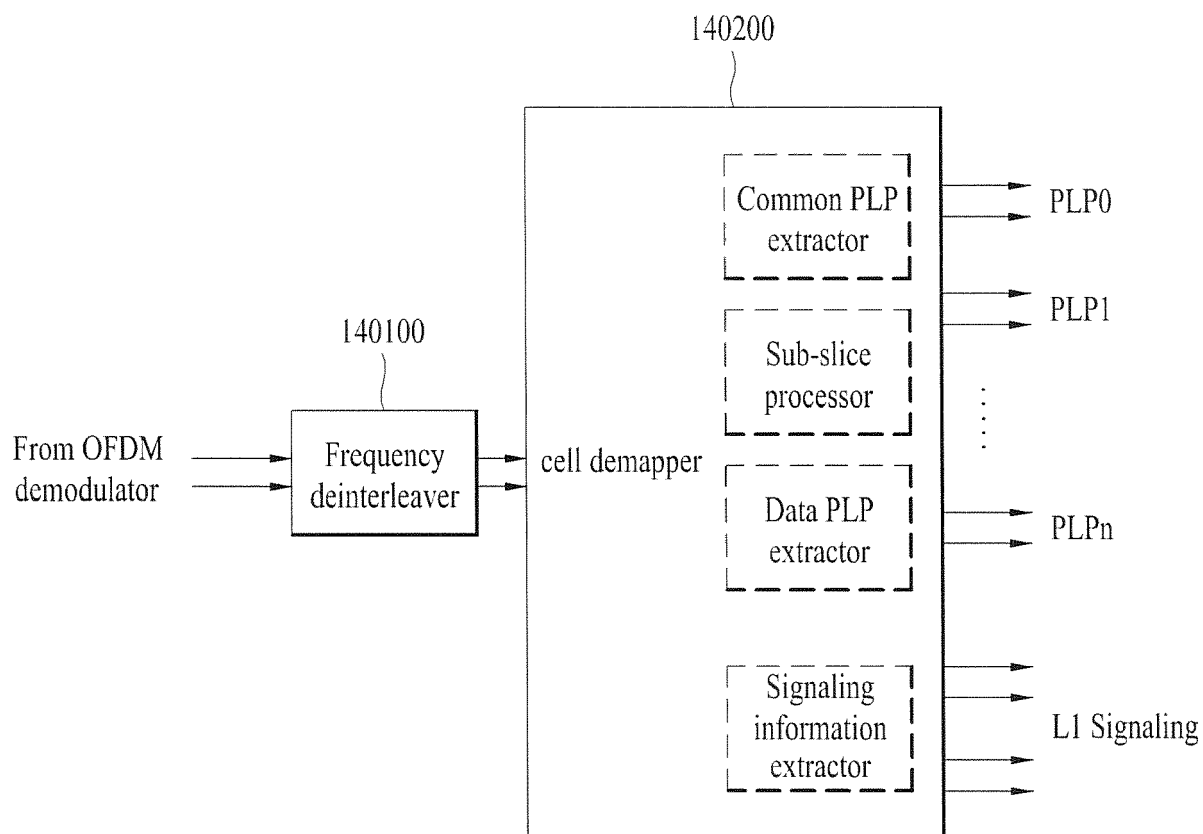 140200
Common PLP
extractor
PLP0
PLP1
140100
Sub-slice
processor
From OFDM
demodulator
Frequency
deinterleaver
cell demapper
Data PLP
extractor
PLPn
Signaling
information
extractor
L1 Signaling